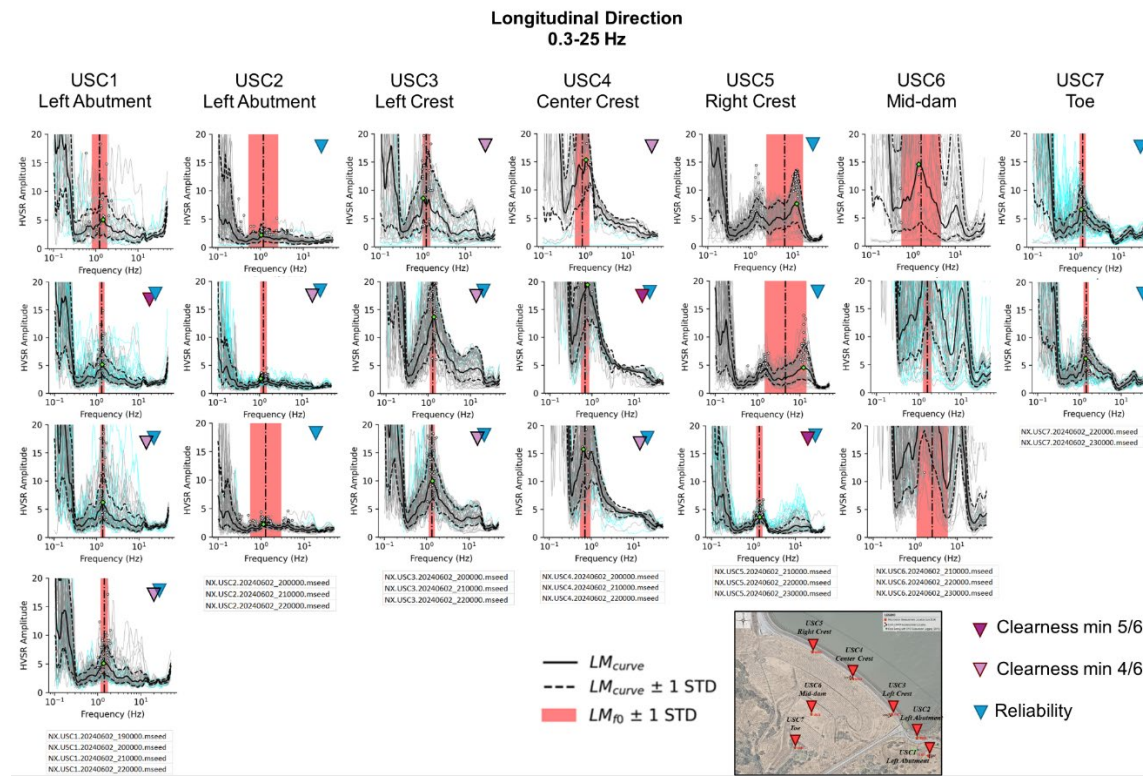 Longitudinal Direction
0.3-25 Hz
USC1
Left Abutment
USC2
Left Abutment
USC3
Left Crest
USC4
Center Crest
USC5
Right Crest
USC6
Mid-dam
USC7
Toe
HVSR Amplitude
Frequency (Hz)
NX.USC1.20240602_190000.mseed
NX.USC1.20240602_200000.mseed
NX.USC1.20240602_210000.mseed
NX.USC1.20240602_220000.mseed
NX.USC2.20240602_200000.mseed
NX.USC2.20240602_210000.mseed
NX.USC2.20240602_220000.mseed
NX.USC3.20240602_200000.mseed
NX.USC3.20240602_210000.mseed
NX.USC3.20240602_220000.mseed
NX.USC4.20240602_200000.mseed
NX.USC4.20240602_210000.mseed
NX.USC4.20240602_220000.mseed
NX.USC5.20240602_210000.mseed
NX.USC5.20240602_220000.mseed
NX.USC5.20240602_230000.mseed
NX.USC6.20240602_210000.mseed
NX.USC6.20240602_220000.mseed
NX.USC6.20240602_230000.mseed
NX.USC7.20240602_220000.mseed
NX.USC7.20240602_230000.mseed
LMcurve
LMcurve ± 1 STD
LMf0 ± 1 STD
USC5
Right Crest
USC4
Center Crest
USC6
Mid-dam
USC3
Left Crest
USC7
Toe
USC2
Left Abutment
USC1
Left Abutment
Clearness min 5/6
Clearness min 4/6
Reliability